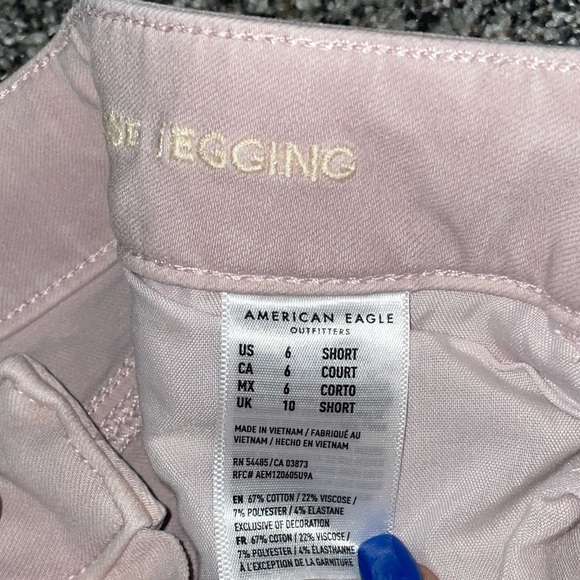 JEGGING
AMERICAN EAGLE
OUTFITTERS
US 6 SHORT
CA 6 COURT
MX 6 CORTO
UK 10 SHORT
MADE IN VIETNAM / FABRIQUÉ AU
VIETNAM / HECHO EN VIETNAM
RN 54485/CA 03873
RFC# AEM120605U9A
EN 67% COTTON / 22% VISCOSE /
7% POLYESTER / 4% ELASTANE
EXCLUSIVE OF DECORATION
FR: 67% COTON / 22% VISCOSE /
7% POLYESTER / 4% ÉLASTHANNE
À L'EXCEPTION DE LA GARNITURE